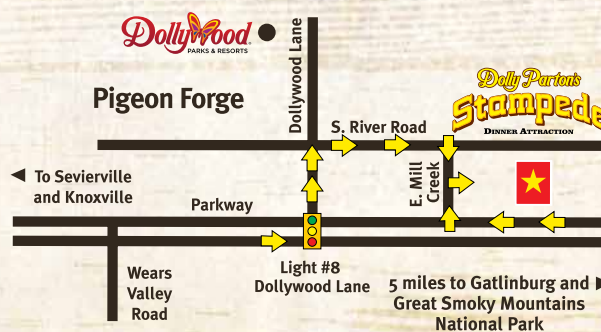 Dollywood
PARKS & RESORTS
Dollywood Lane
Pigeon Forge
Dolly Parton's
Stampede
DINNER ATTRACTION
S. River Road
To Sevierville
and Knoxville
E. Mill
Creek
Parkway
Light #8
Dollywood Lane
Wears
Valley
Road
5 miles to Gatlinburg and
Great Smoky Mountains
National Park